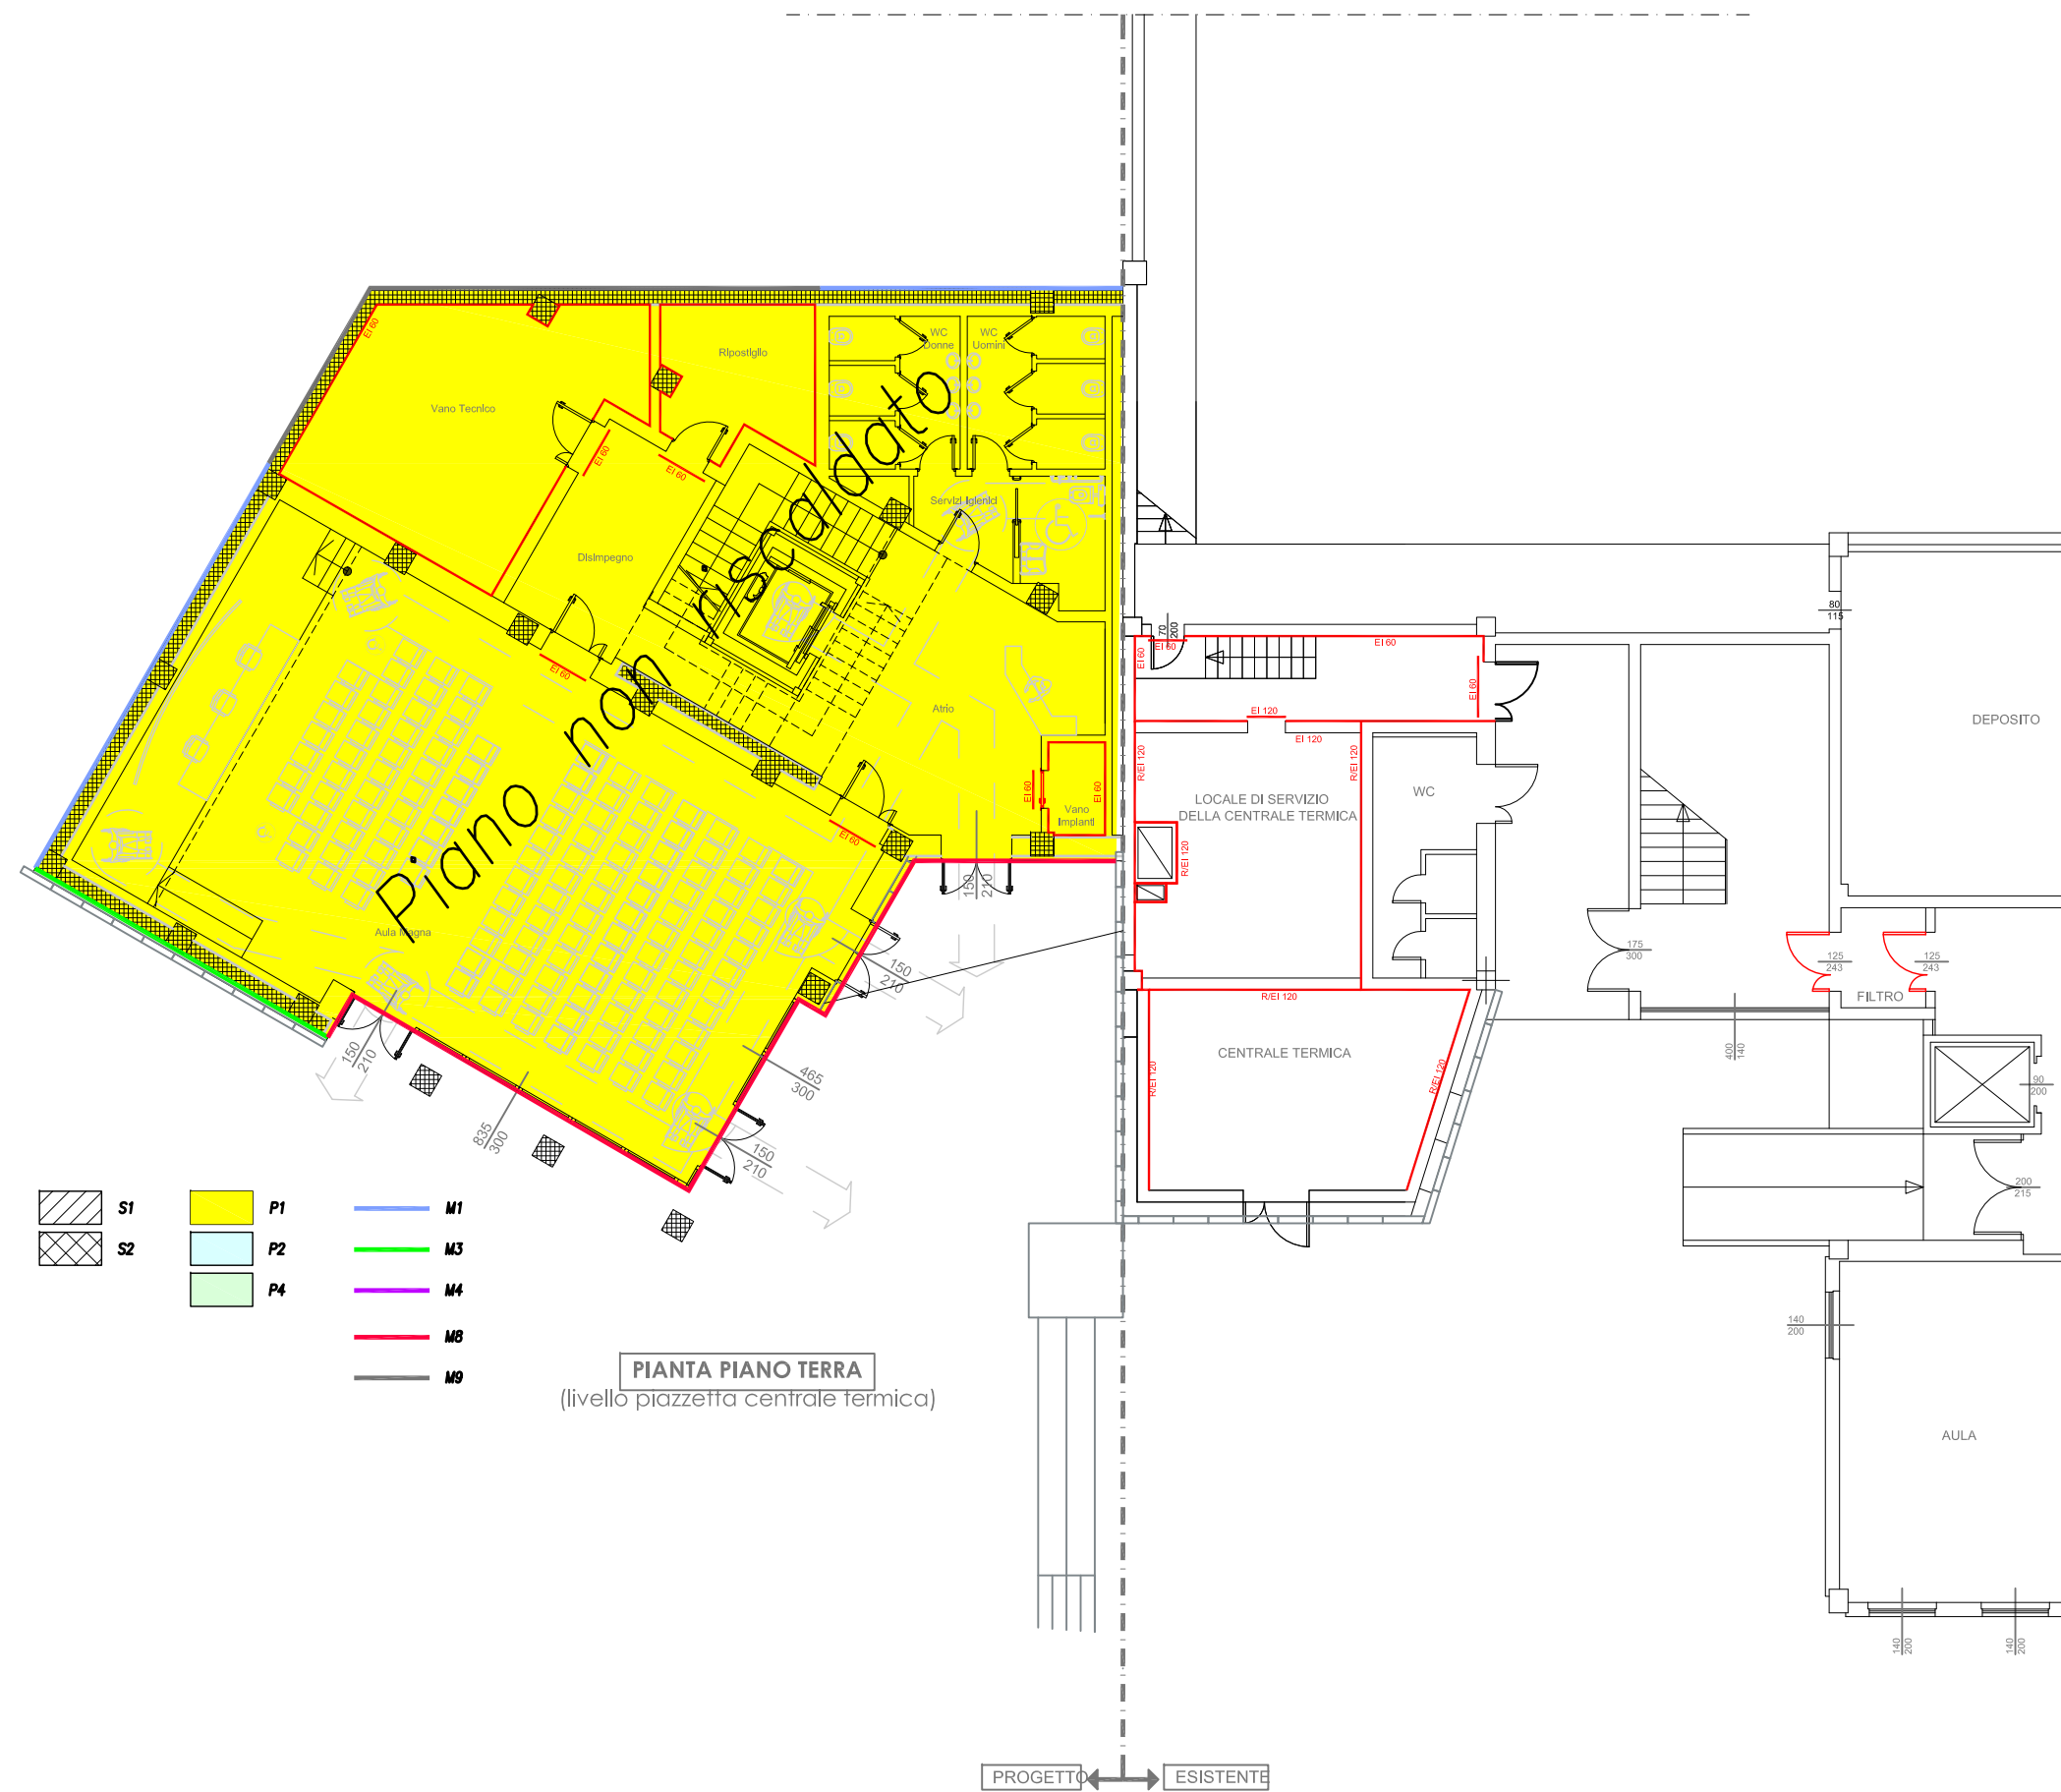 EI 60
Ripostiglio
WC
Donne
WC
Uomini
Vano Tecnico
EI 60
EI 60
Servizi Igienici
Disimpegno
Piano non riscaldato
EI 60
Atrio
EI 60
EI 60
Vano
Impianti
EI 60
Aula Magna
150
210
150
210
150
210
465
300
835
300
150
210
70
200
EI 60
EI 60
EI 60
EI 60
EI 120
EI 120
R/EI 120
R/EI 120
LOCALE DI SERVIZIO
DELLA CENTRALE TERMICA
WC
R/EI 120
R/EI 120
CENTRALE TERMICA
R/EI 120
R/EI 120
80
115
DEPOSITO
175
300
125
243
125
243
FILTRO
400
140
90
200
200
215
140
200
AULA
140
200
140
200
S1
P1
M1
S2
P2
M3
P4
M4
M8
M9
PIANTA PIANO TERRA
(livello piazzetta centrale termica)
PROGETTO
ESISTENTE